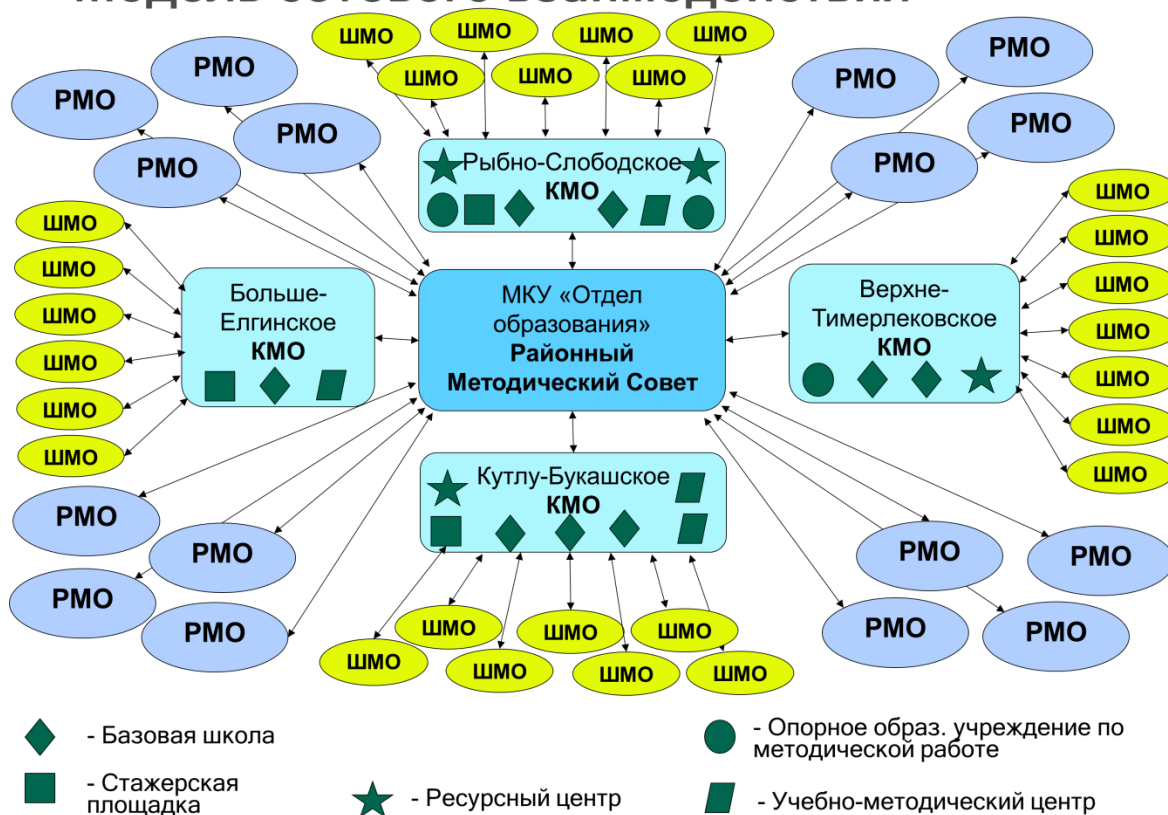 Модель взаимодействия
ШМО
ШМО
ШМО
ШМО
ШМО
ШМО
ШМО
РМО
РМО
РМО
РМО
РМО
РМО
РМО
РМО
Рыбно-Слободское
КМО
ШМО
ШМО
ШМО
ШМО
ШМО
ШМО
Больше-
Елгинское
КМО
МКУ «Отдел
образования»
Районный
Методический Совет
Верхне-
Тимерлековское
КМО
ШМО
ШМО
ШМО
ШМО
ШМО
ШМО
ШМО
Кутлу-Букашское
КМО
РМО
РМО
РМО
РМО
РМО
РМО
РМО
РМО
ШМО
ШМО
ШМО
ШМО
ШМО
ШМО
ШМО
- Базовая школа
- Стажерская
площадка
- Ресурсный центр
- Опорное образ. учреждение по
методической работе
- Учебно-методический центр